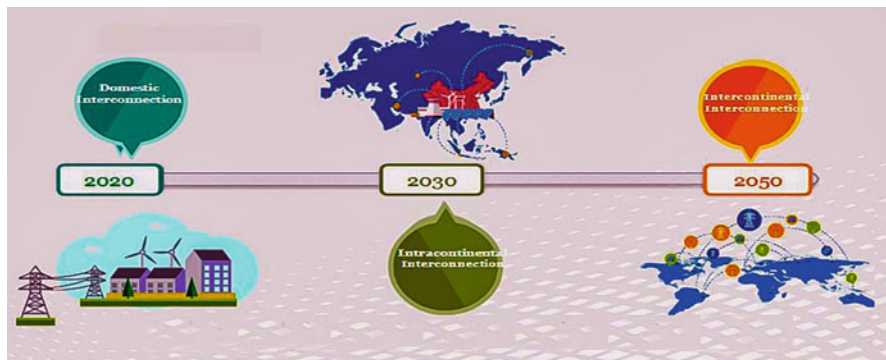 Domestic
Interconnection
Intercontinental
Interconnection
2020
2030
2050
Intracontinental
Interconnection